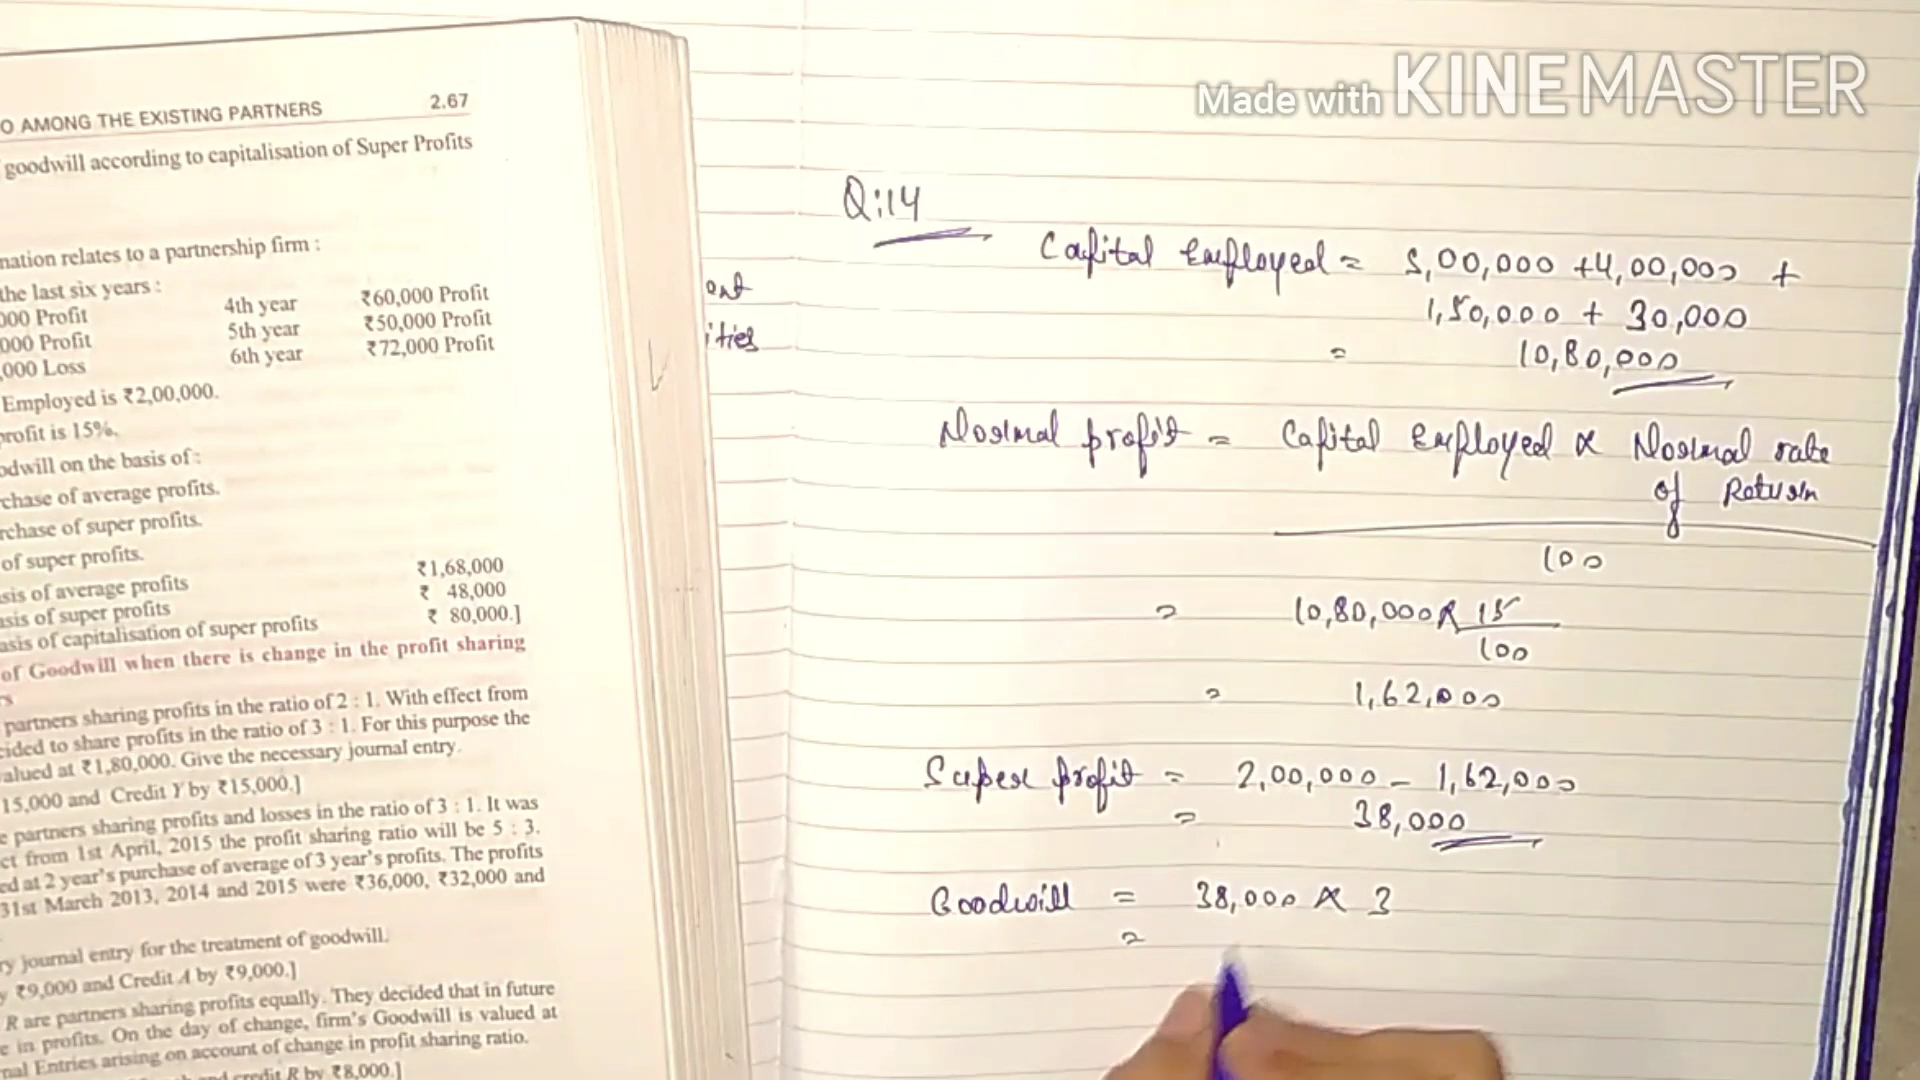 Made with KINEMASTER
O AMONG THE EXISTING PARTNERS 2.67
goodwill according to capitalisation of Super Profits
nation relates to a partnership firm :
the last six years :
000 Profit 4th year ₹60,000 Profit
000 Profit 5th year ₹50,000 Profit
,000 Loss 6th year ₹72,000 Profit
Employed is ₹2,00,000.
profit is 15%.
odwill on the basis of :
chase of average profits.
rchase of super profits.
of super profits.
sis of average profits ₹1,68,000
asis of super profits ₹ 48,000
asis of capitalisation of super profits ₹ 80,000.]
of Goodwill when there is change in the profit sharing
rs
partners sharing profits in the ratio of 2 : 1. With effect from
cided to share profits in the ratio of 3 : 1. For this purpose the
alued at ₹1,80,000. Give the necessary journal entry.
15,000 and Credit Y by ₹15,000.]
e partners sharing profits and losses in the ratio of 3 : 1. It was
ct from 1st April, 2015 the profit sharing ratio will be 5 : 3.
ed at 2 year's purchase of average of 3 year's profits. The profits
31st March 2013, 2014 and 2015 were ₹36,000, ₹32,000 and
ry journal entry for the treatment of goodwill.
y ₹9,000 and Credit A by ₹9,000.]
R are partners sharing profits equally. They decided that in future
e in profits. On the day of change, firm's Goodwill is valued at
nal Entries arising on account of change in profit sharing ratio.
and credit R by ₹8,000.]
ities
Q:14
Capital Employed = 5,00,000 + 4,00,000 +
1,50,000 + 30,000
= 10,80,000
Normal profit = Capital Employed × Normal rate
of Return
100
= 10,80,000 × 15
100
= 1,62,000
Super profit = 2,00,000 - 1,62,000
= 38,000
Goodwill = 38,000 × 3
=